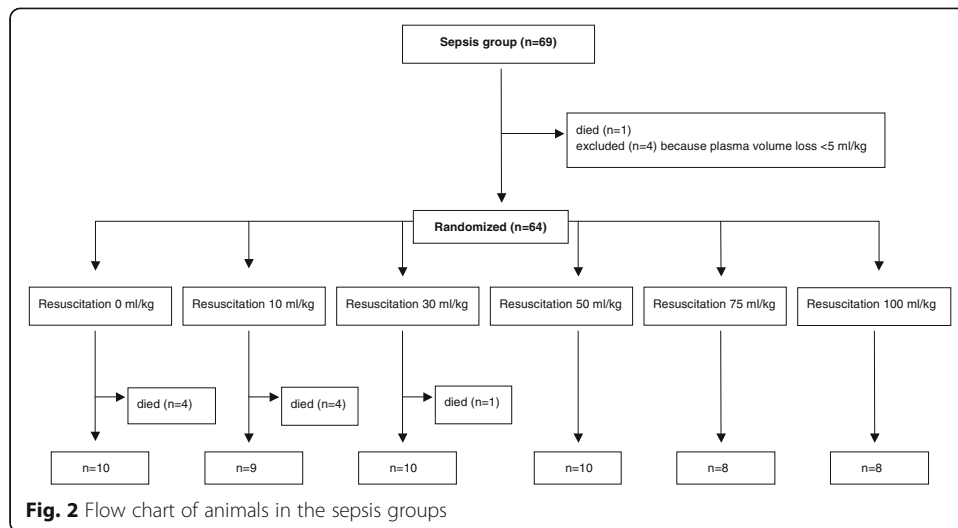 Sepsis group (n=69)
died (n=1)
excluded (n=4) because plasma volume loss <5 ml/kg
Randomized (n=64)
Resuscitation 0 ml/kg
Resuscitation 10 ml/kg
Resuscitation 30 ml/kg
Resuscitation 50 ml/kg
Resuscitation 75 ml/kg
Resuscitation 100 ml/kg
died (n=4)
died (n=4)
died (n=1)
n=10
n=9
n=10
n=10
n=8
n=8
Fig. 2 Flow chart of animals in the sepsis groups